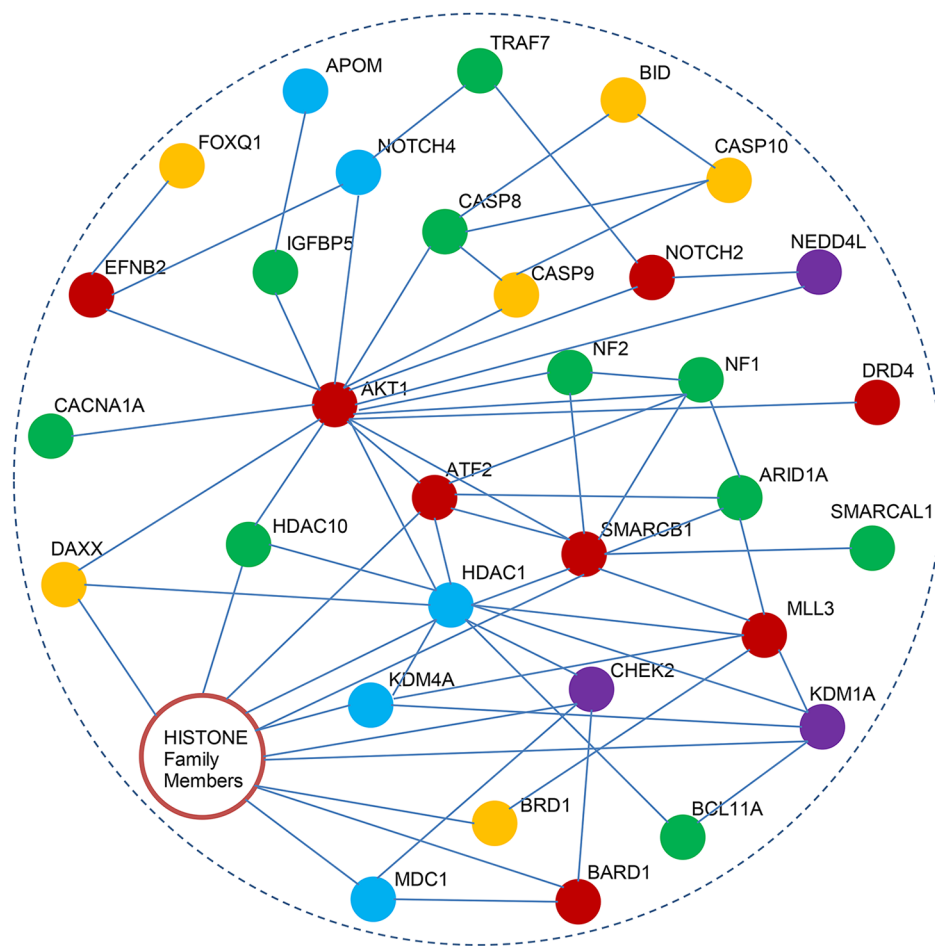 TRAF7
APOM
BID
FOXQ1
NOTCH4
CASP10
CASP8
IGFBP5
NEDD4L
EFNB2
NOTCH2
CASP9
NF2
NF1
DRD4
AKT1
CACNA1A
ATF2
ARID1A
SMARCAL1
HDAC10
SMARCB1
DAXX
HDAC1
MLL3
KDM4A
CHEK2
KDM1A
HISTONE
Family
Members
BRD1
BCL11A
MDC1
BARD1